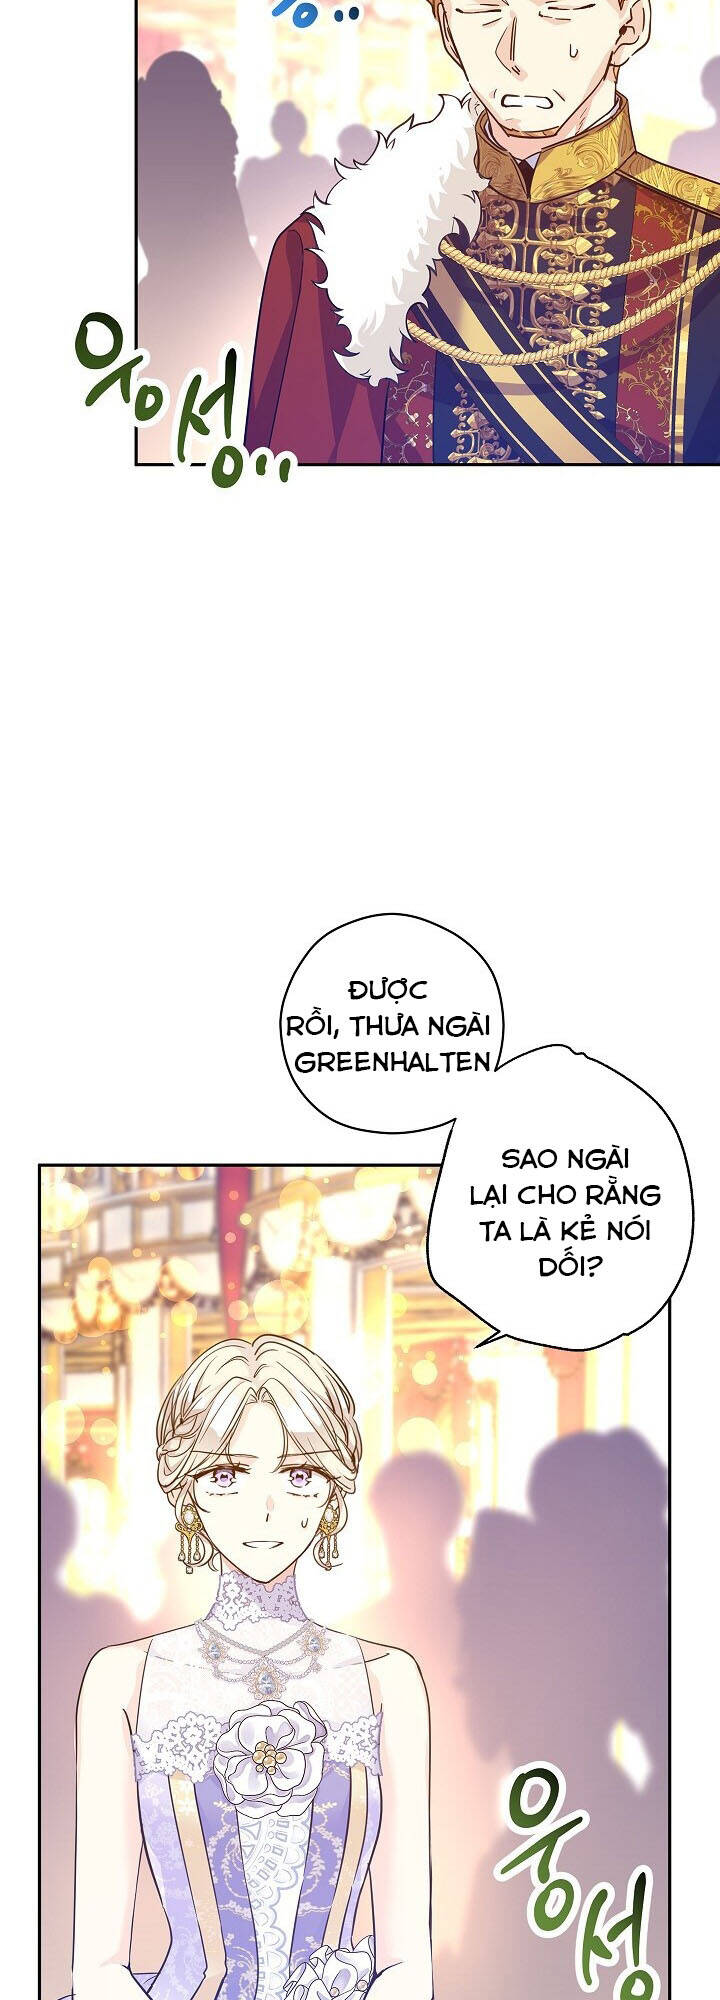 웅성..
ĐƯỢC
RỒI, THƯA NGÀI
GREENHALTEN
SAO NGÀI
LẠI CHO RẰNG
TA LÀ KẺ NÓI
DỐI?
웅성